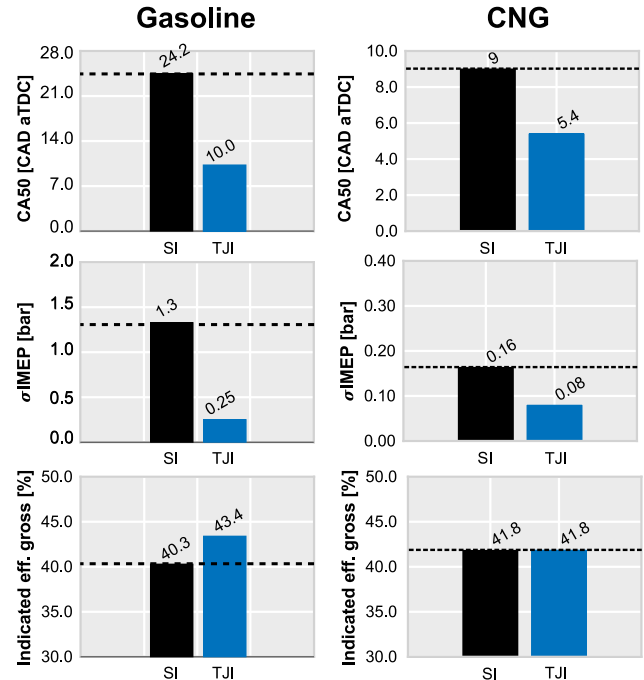 Gasoline
CNG
CA50 [CAD aTDC]
28.0
21.0
14.0
7.0
0.0
24.2
10.0
SI
TJI
CA50 [CAD aTDC]
10.0
8.0
6.0
4.0
2.0
0.0
9
5.4
SI
TJI
σIMEP [bar]
2.0
1.5
1.0
0.5
0.0
1.3
0.25
SI
TJI
σIMEP [bar]
0.40
0.30
0.20
0.10
0.00
0.16
0.08
SI
TJI
Indicated eff. gross [%]
50.0
45.0
40.0
35.0
30.0
40.3
43.4
SI
TJI
Indicated eff. gross [%]
50.0
45.0
40.0
35.0
30.0
41.8
41.8
SI
TJI